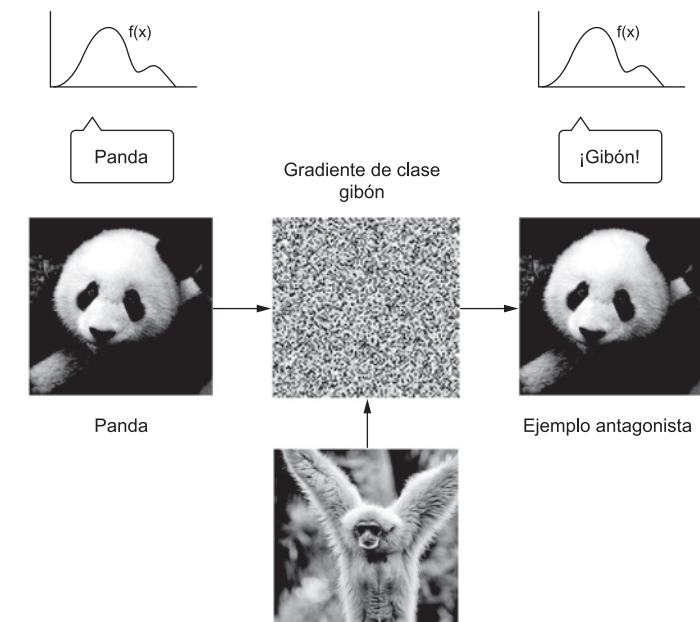 f(x)
f(x)
Panda
¡Gibón!
Gradiente de clase
gibón
Panda
Ejemplo antagonista